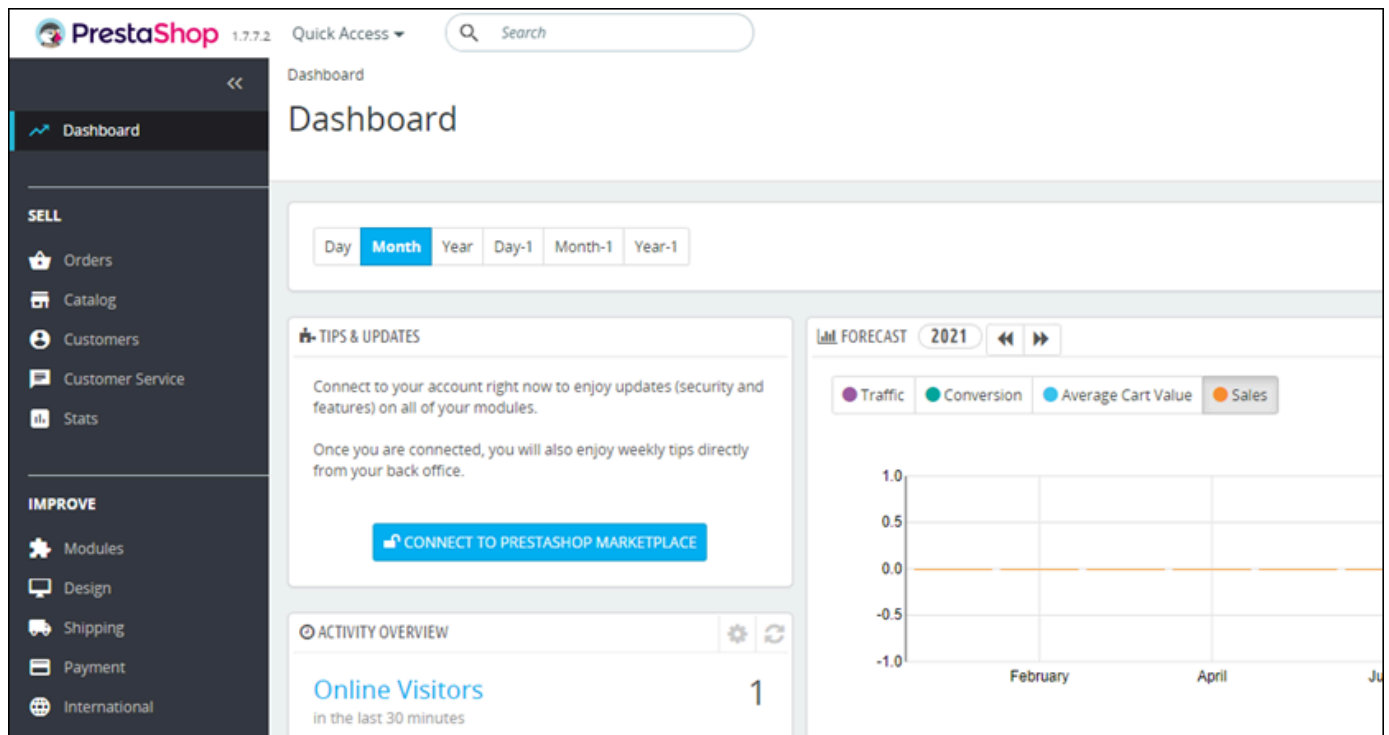 PrestaShop 1.7.7.2 Quick Access Search
Dashboard
Dashboard
Dashboard
SELL
Orders
Catalog
Customers
Customer Service
Stats
IMPROVE
Modules
Design
Shipping
Payment
International
Day Month Year Day-1 Month-1 Year-1
TIPS & UPDATES
Connect to your account right now to enjoy updates (security and
features) on all of your modules.
Once you are connected, you will also enjoy weekly tips directly
from your back office.
CONNECT TO PRESTASHOP MARKETPLACE
ACTIVITY OVERVIEW
Online Visitors 1
in the last 30 minutes
FORECAST 2021
Traffic Conversion Average Cart Value Sales
1.0
0.5
0.0
-0.5
-1.0
February April Ju